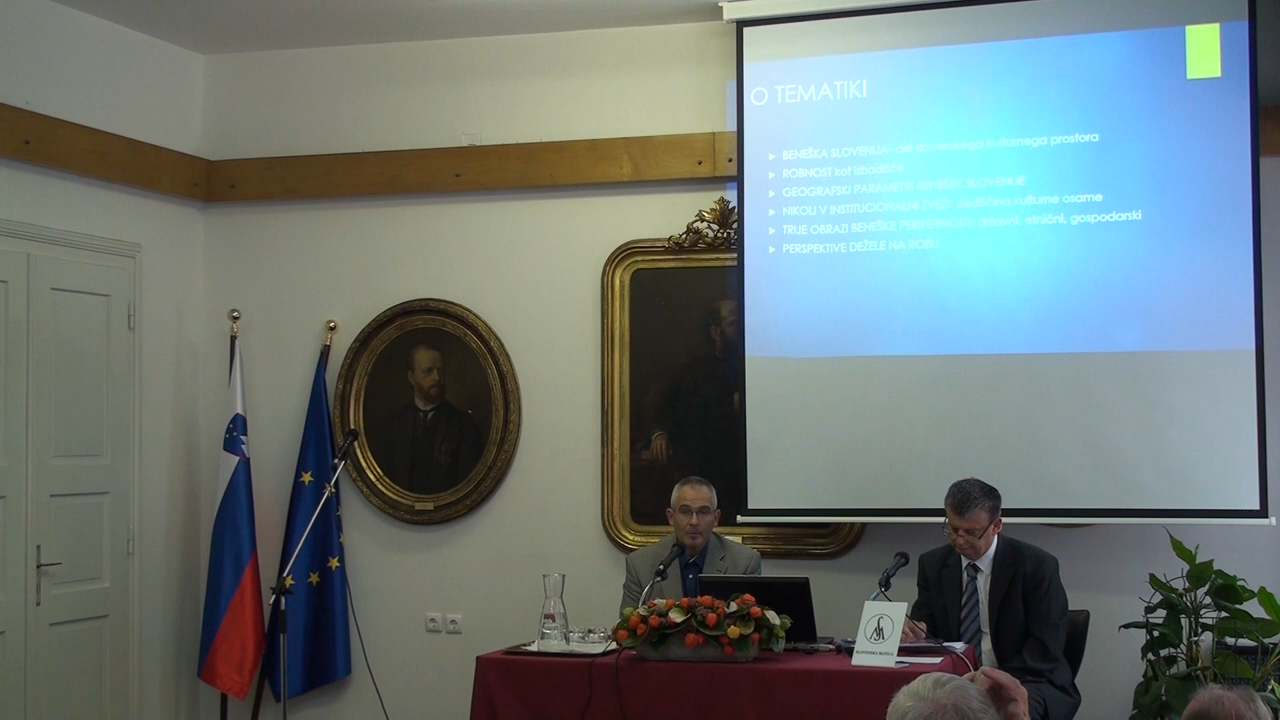 O TEMATIKI
BENEŠKA SLOVENIJA- del slovenskega kulturnega prostora
ROBNOST kot izhodišče
GEOGRAFSKI PARAMETRI BENEŠKE SLOVENIJE
NIKOLI V INSTITUCIONALNI ZVEZI: dediščina kulturne osame
TRIJE OBRAZI BENEŠKE PERIFERNOSTI: državni, etnični, gospodarski
PERSPEKTIVE DEŽELE NA ROBU
SLOVENSKA MATICA